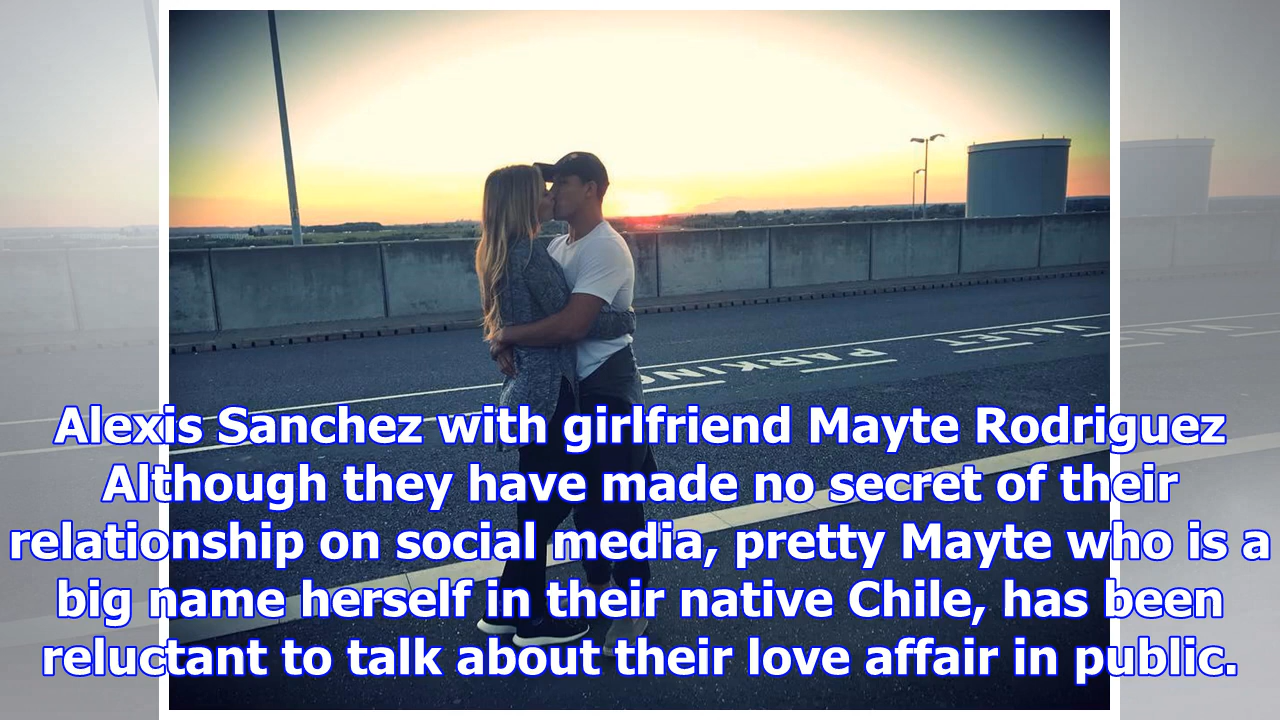 PARKING
VALET
Alexis Sanchez with girlfriend Mayte Rodriguez
Although they have made no secret of their
relationship on social media, pretty Mayte who is a
big name herself in their native Chile, has been
reluctant to talk about their love affair in public.